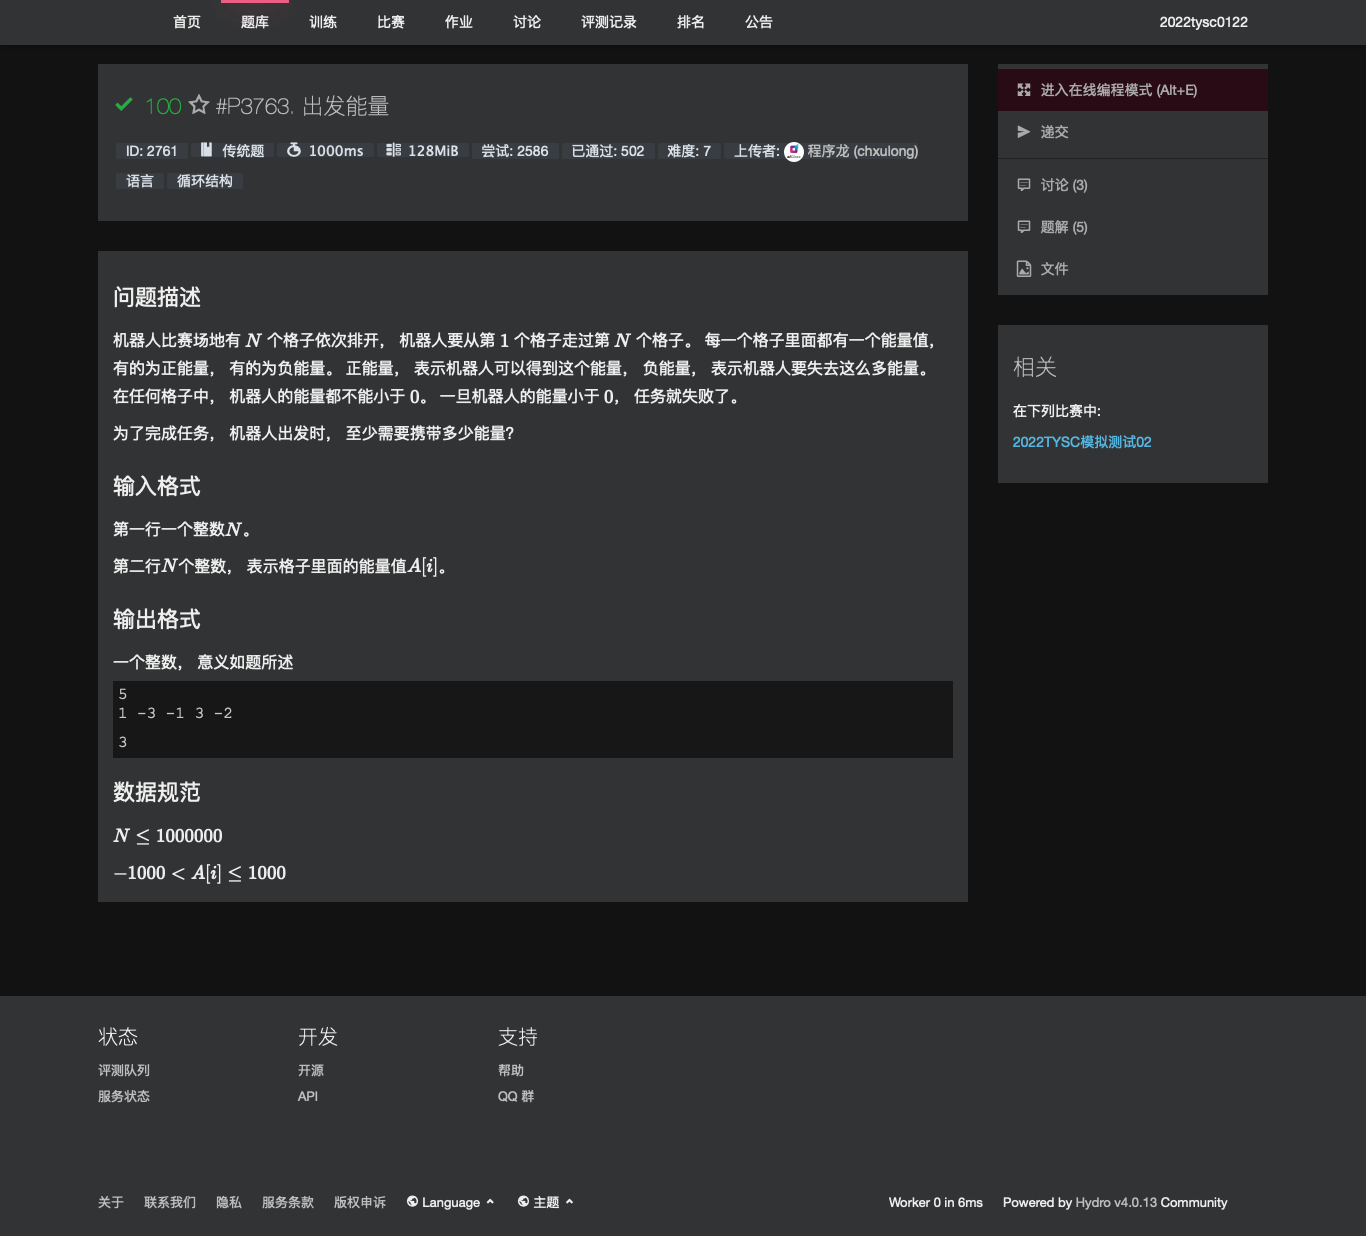 首页 题库 训练 比赛 作业 讨论 评测记录 排名 公告 2022tysc0122
100 #P3763. 出发能量
ID: 2761 传统题 1000ms 128MiB 尝试: 2586 已通过: 502 难度: 7 上传者: 程序龙 (chxulong)
语言 循环结构
问题描述
机器人比赛场地有 N 个格子依次排开， 机器人要从第 1 个格子走过第 N 个格子。 每一个格子里面都有一个能量值，
有的为正能量， 有的为负能量。 正能量， 表示机器人可以得到这个能量， 负能量， 表示机器人要失去这么多能量。
在任何格子中， 机器人的能量都不能小于 0。 一旦机器人的能量小于 0， 任务就失败了。
为了完成任务， 机器人出发时， 至少需要携带多少能量?
输入格式
第一行一个整数N。
第二行N个整数， 表示格子里面的能量值A[i]。
输出格式
一个整数， 意义如题所述
5
1 -3 -1 3 -2
3
数据规范
N ≤ 1000000
−1000 < A[i] ≤ 1000
进入在线编程模式 (Alt+E)
递交
讨论 (3)
题解 (5)
文件
相关
在下列比赛中:
2022TYSC模拟测试02
状态 开发 支持
评测队列 开源 帮助
服务状态 API QQ 群
关于 联系我们 隐私 服务条款 版权申诉 Language 主题 Worker 0 in 6ms Powered by Hydro v4.0.13 Community